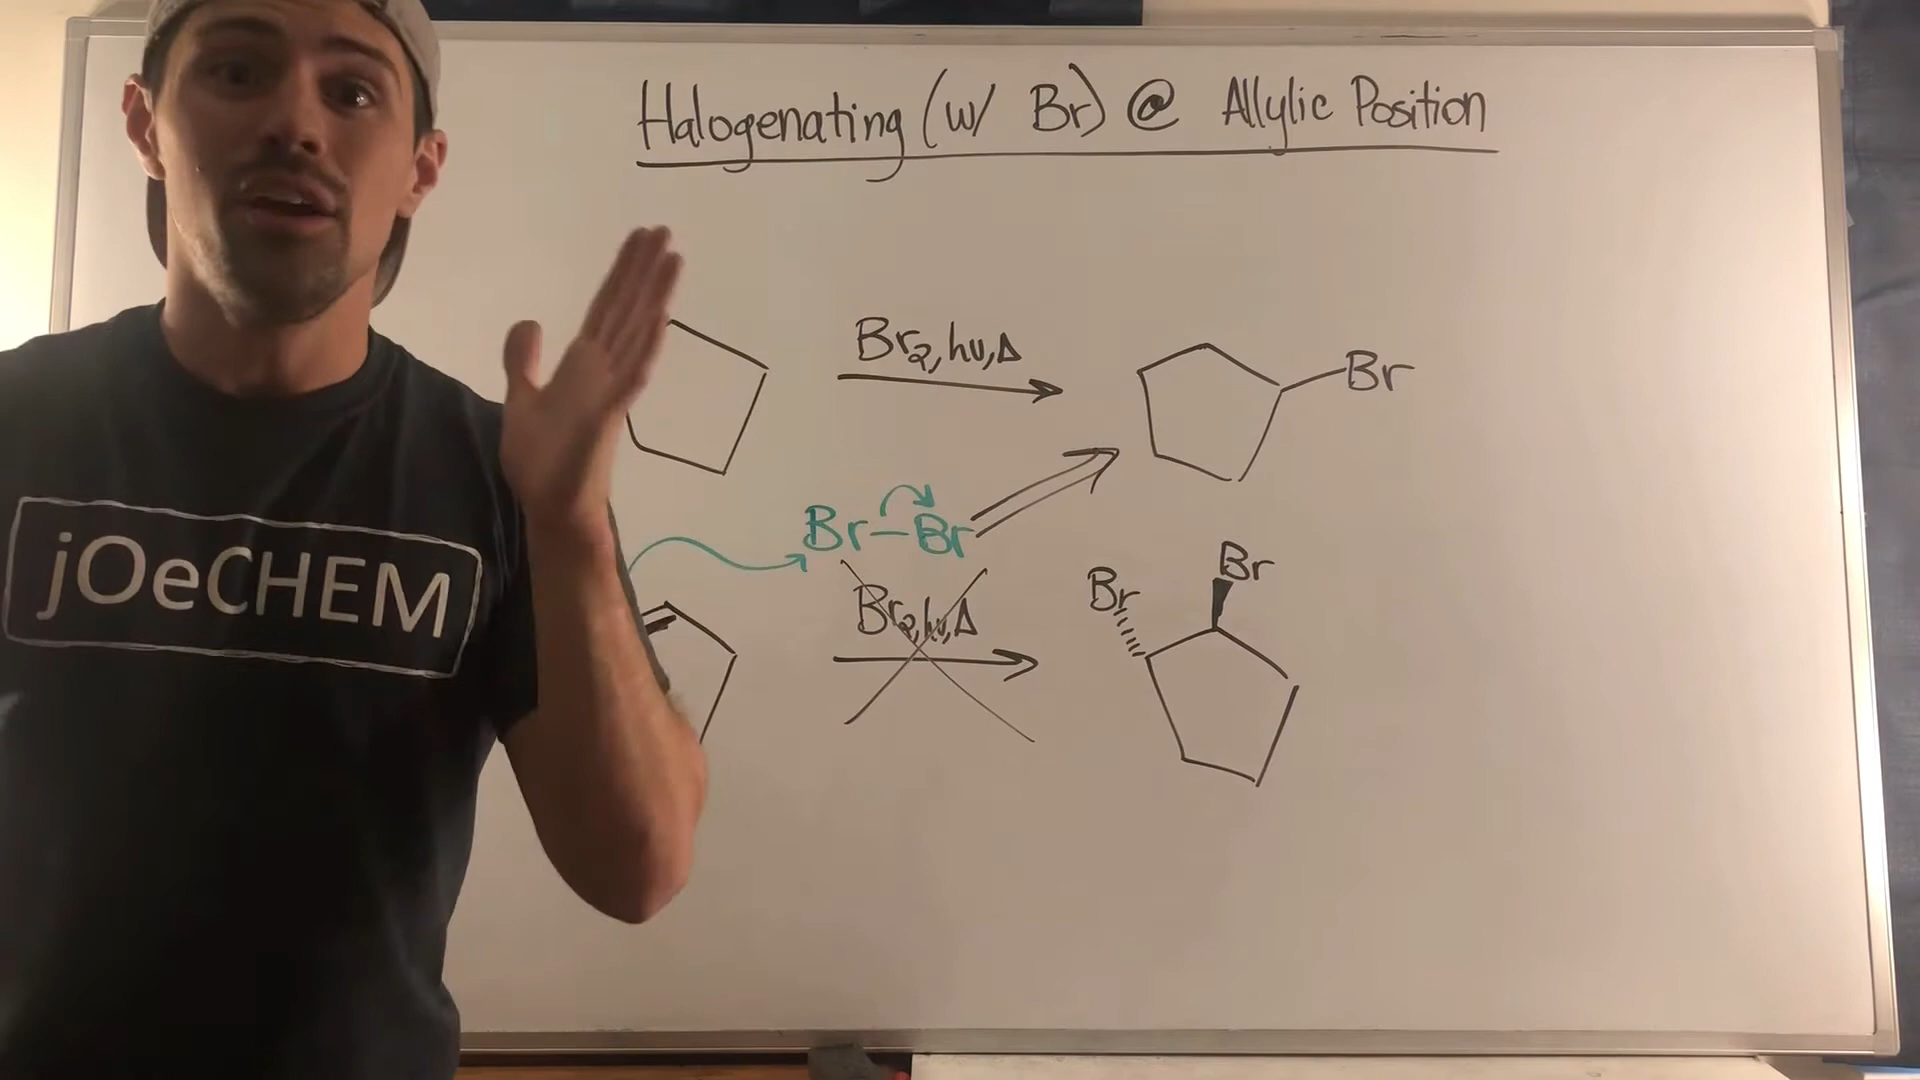 Halogenating (w/ Br) @ Allylic Position
Br₂, hν, Δ
Br
Br–Br
Br₂, hν, Δ
Br
Br
jOeCHEM